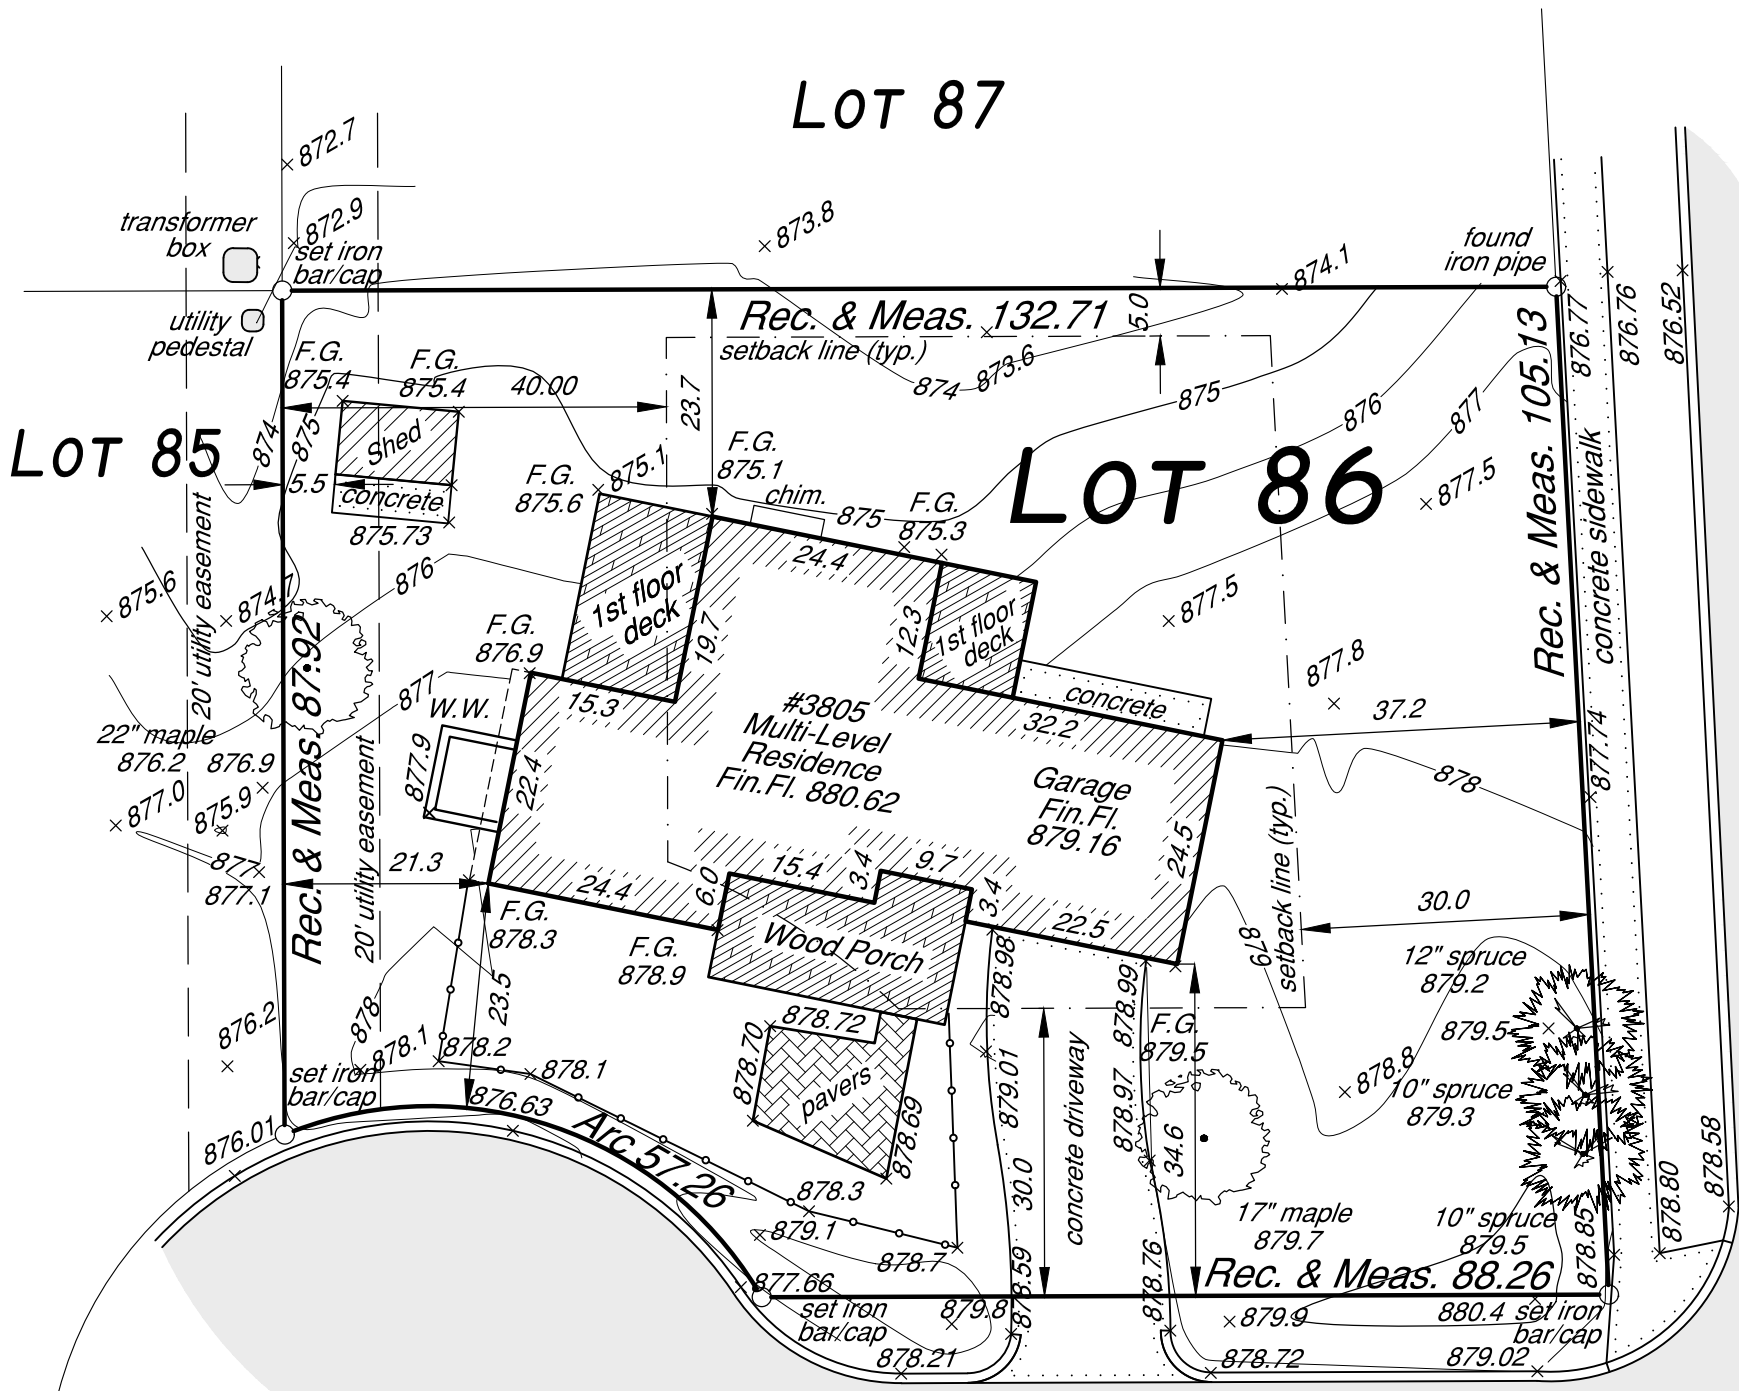 LOT 87
872.7
872.9
transformer
box
set iron
bar/cap
873.8
874.1
found
iron pipe
utility
pedestal
Rec. & Meas. 132.71
5.0
setback line (typ.)
873.6
874
875
876
877
876.77
876.76
876.52
F.G.
875.4
F.G.
875.4
40.00
23.7
Rec. & Meas. 105.13
LOT 85
874
875
Shed
5.5
concrete
875.73
F.G.
875.6
875.1
F.G.
875.1
chim.
875
F.G.
875.3
LOT 86
877.5
concrete sidewalk
20' utility easement
876
24.4
1st floor
deck
19.7
12.3
1st floor
deck
877.5
875.6
874.7
F.G.
876.9
877
W.W.
15.3
#3805
Multi-Level
Residence
Fin.Fl. 880.62
32.2
concrete
877.8
37.2
22" maple
876.2
876.9
877.0
875.9
Rec. & Meas. 87.92
20' utility easement
877.9
22.4
Garage
Fin.Fl.
879.16
24.5
setback line (typ.)
878
877.74
877
877.1
21.3
24.4
6.0
15.4
3.4
9.7
3.4
22.5
30.0
F.G.
878.3
F.G.
878.9
Wood Porch
878.98
878.99
879
12" spruce
879.2
879.5
876.2
878
878.1
23.5
878.2
878.1
878.72
878.70
pavers
878.69
879.01
concrete driveway
F.G.
879.5
878.97
878.8
10" spruce
879.3
set iron
bar/cap
876.63
876.01
Arc 57.26
30.0
34.6
878.3
879.1
878.7
17" maple
879.7
10" spruce
879.5
878.85
878.80
878.58
877.66
set iron
bar/cap
879.8
878.59
878.76
Rec. & Meas. 88.26
879.9
880.4
set iron
bar/cap
878.21
878.72
879.02